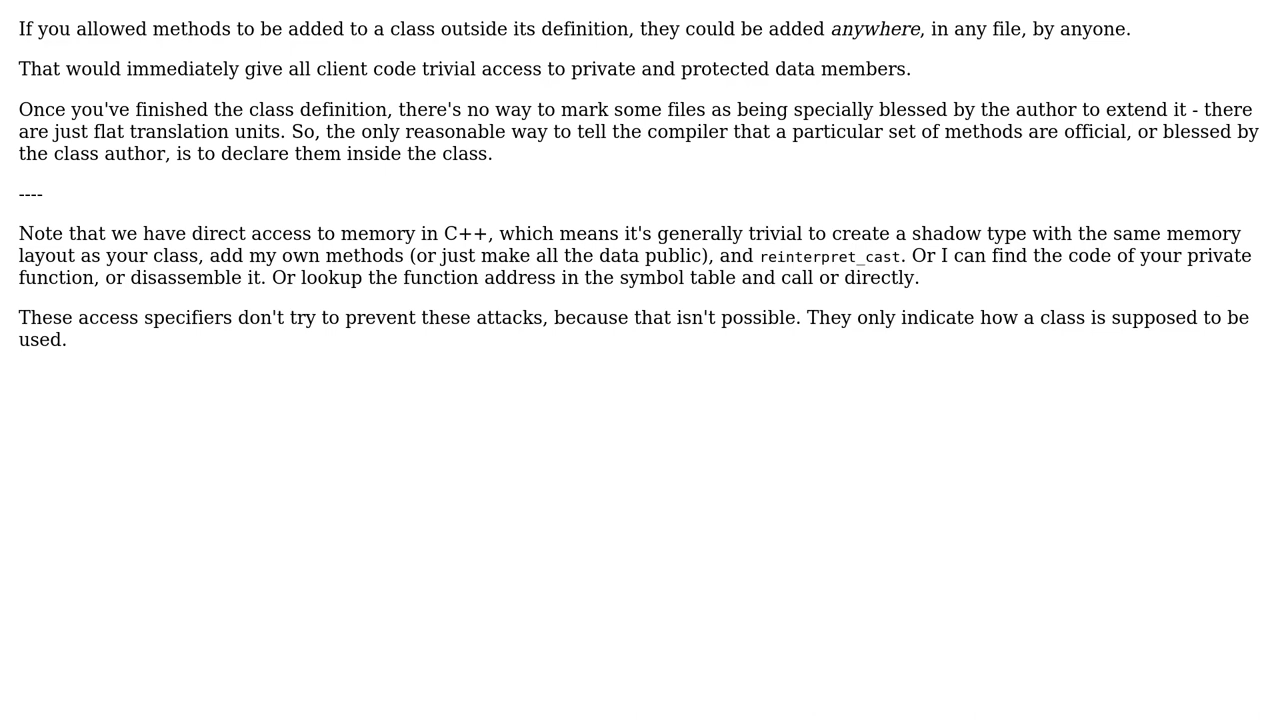 If you allowed methods to be added to a class outside its definition, they could be added anywhere, in any file, by anyone.
That would immediately give all client code trivial access to private and protected data members.
Once you've finished the class definition, there's no way to mark some files as being specially blessed by the author to extend it - there
are just flat translation units. So, the only reasonable way to tell the compiler that a particular set of methods are official, or blessed by
the class author, is to declare them inside the class.
----
Note that we have direct access to memory in C++, which means it's generally trivial to create a shadow type with the same memory
layout as your class, add my own methods (or just make all the data public), and reinterpret_cast. Or I can find the code of your private
function, or disassemble it. Or lookup the function address in the symbol table and call or directly.
These access specifiers don't try to prevent these attacks, because that isn't possible. They only indicate how a class is supposed to be
used.